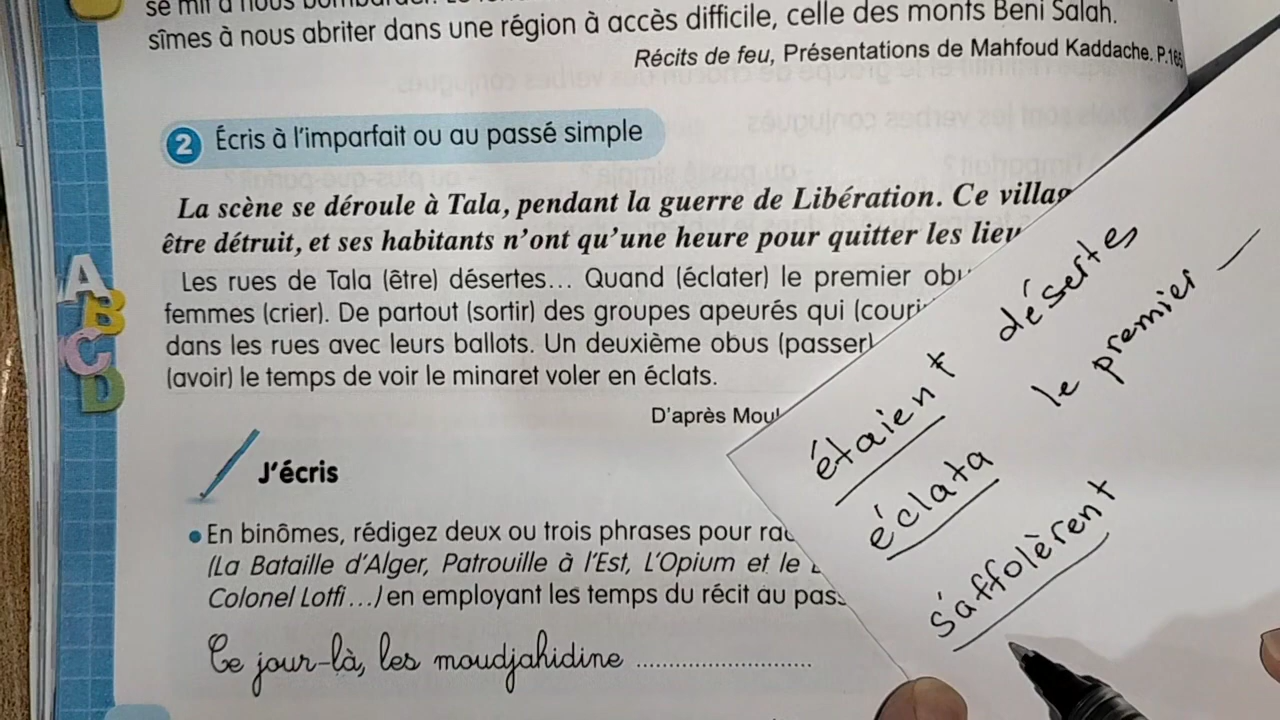 sîmes à nous abriter dans une région à accès difficile, celle des monts Beni Salah.
Récits de feu, Présentations de Mahfoud Kaddache. P.166
2 Écris à l'imparfait ou au passé simple
La scène se déroule à Tala, pendant la guerre de Libération. Ce villag
être détruit, et ses habitants n'ont qu'une heure pour quitter les lieu
Les rues de Tala (être) désertes... Quand (éclater) le premier obu
femmes (crier). De partout (sortir) des groupes apeurés qui (couri
dans les rues avec leurs ballots. Un deuxième obus (passer)
(avoir) le temps de voir le minaret voler en éclats.
D'après Moul
A
B
C
D
J'écris
• En binômes, rédigez deux ou trois phrases pour rac
(La Bataille d'Alger, Patrouille à l'Est, L'Opium et le
Colonel Lotfi...) en employant les temps du récit au pass
Ce jour-là, les moudjahidine ..........................
étaient désertes
éclata le premier —
s'affolèrent